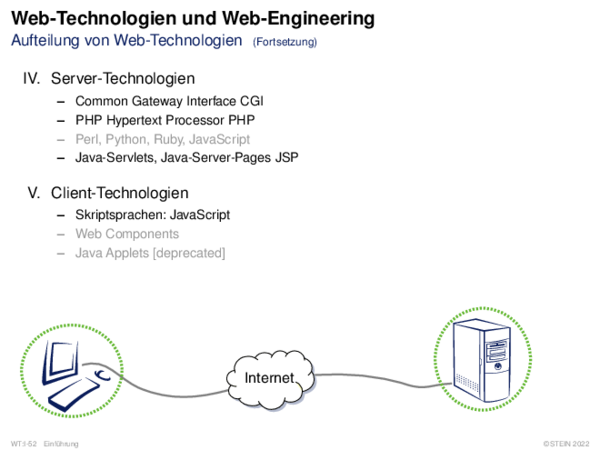 Web-Technologien und Web-Engineering
Aufteilung von Web-Technologien (Fortsetzung)
IV. Server-Technologien
– Common Gateway Interface CGI
– PHP Hypertext Processor PHP
– Perl, Python, Ruby, JavaScript
– Java-Servlets, Java-Server-Pages JSP
V. Client-Technologien
– Skriptsprachen: JavaScript
– Web Components
– Java Applets [deprecated]
Internet
WT:I-52 Einführung ©STEIN 2022